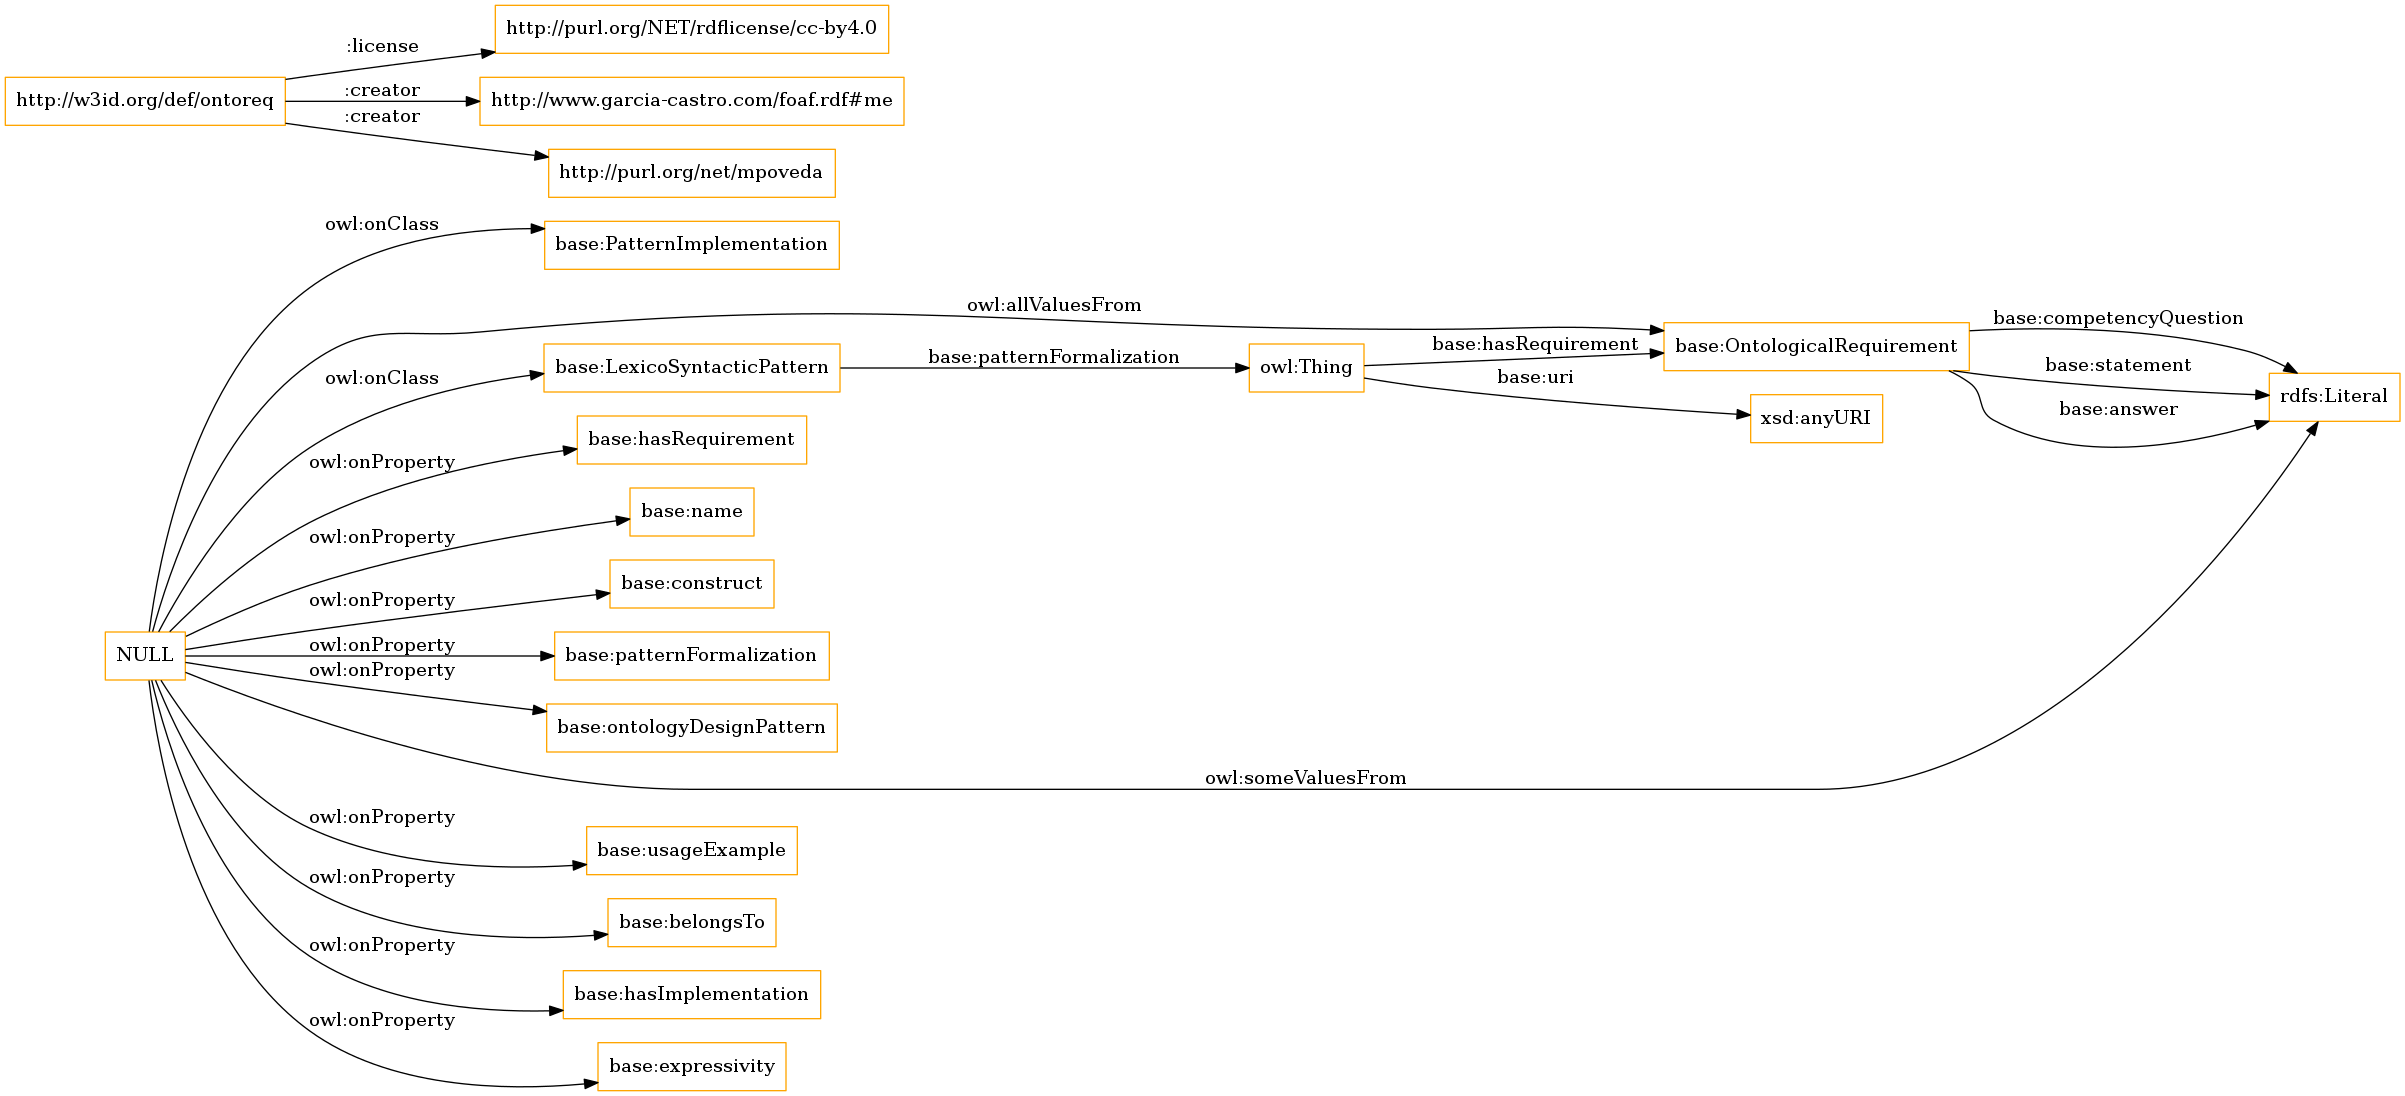 http://purl.org/NET/rdflicense/cc-by4.0
:license
http://w3id.org/def/ontoreq
:creator
http://www.garcia-castro.com/foaf.rdf#me
:creator
http://purl.org/net/mpoveda
owl:onClass
base:PatternImplementation
owl:allValuesFrom
base:competencyQuestion
base:hasRequirement
base:OntologicalRequirement
base:patternFormalization
base:LexicoSyntacticPattern
owl:Thing
base:statement
owl:onClass
base:uri
rdfs:Literal
base:answer
xsd:anyURI
base:hasRequirement
owl:onProperty
base:name
owl:onProperty
base:construct
owl:onProperty
owl:onProperty
NULL
base:patternFormalization
owl:onProperty
base:ontologyDesignPattern
owl:someValuesFrom
owl:onProperty
base:usageExample
owl:onProperty
base:belongsTo
owl:onProperty
base:hasImplementation
owl:onProperty
base:expressivity